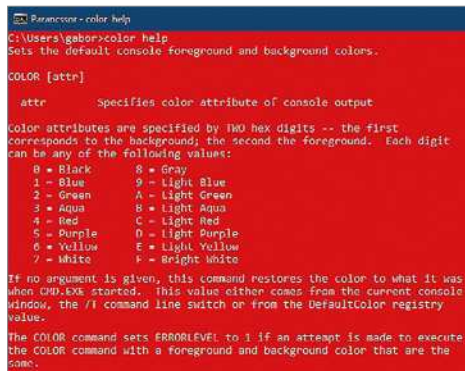 Parancssor - color help
C:\Users\gabor>color help
Sets the default console foreground and background colors.
COLOR [attr]
attr Specifies color attribute of console output
Color attributes are specified by TWO hex digits -- the first
corresponds to the background; the second the foreground. Each digit
can be any of the following values:
0 = Black 8 = Gray
1 = Blue 9 = Light Blue
2 = Green A = Light Green
3 = Aqua B = Light Aqua
4 = Red C = Light Red
5 = Purple D = Light Purple
6 = Yellow E = Light Yellow
7 = White F = Bright White
If no argument is given, this command restores the color to what it was
when CMD.EXE started. This value either comes from the current console
window, the /T command line switch or from the DefaultColor registry
value.
The COLOR command sets ERRORLEVEL to 1 if an attempt is made to execute
the COLOR command with a foreground and background color that are the
same.